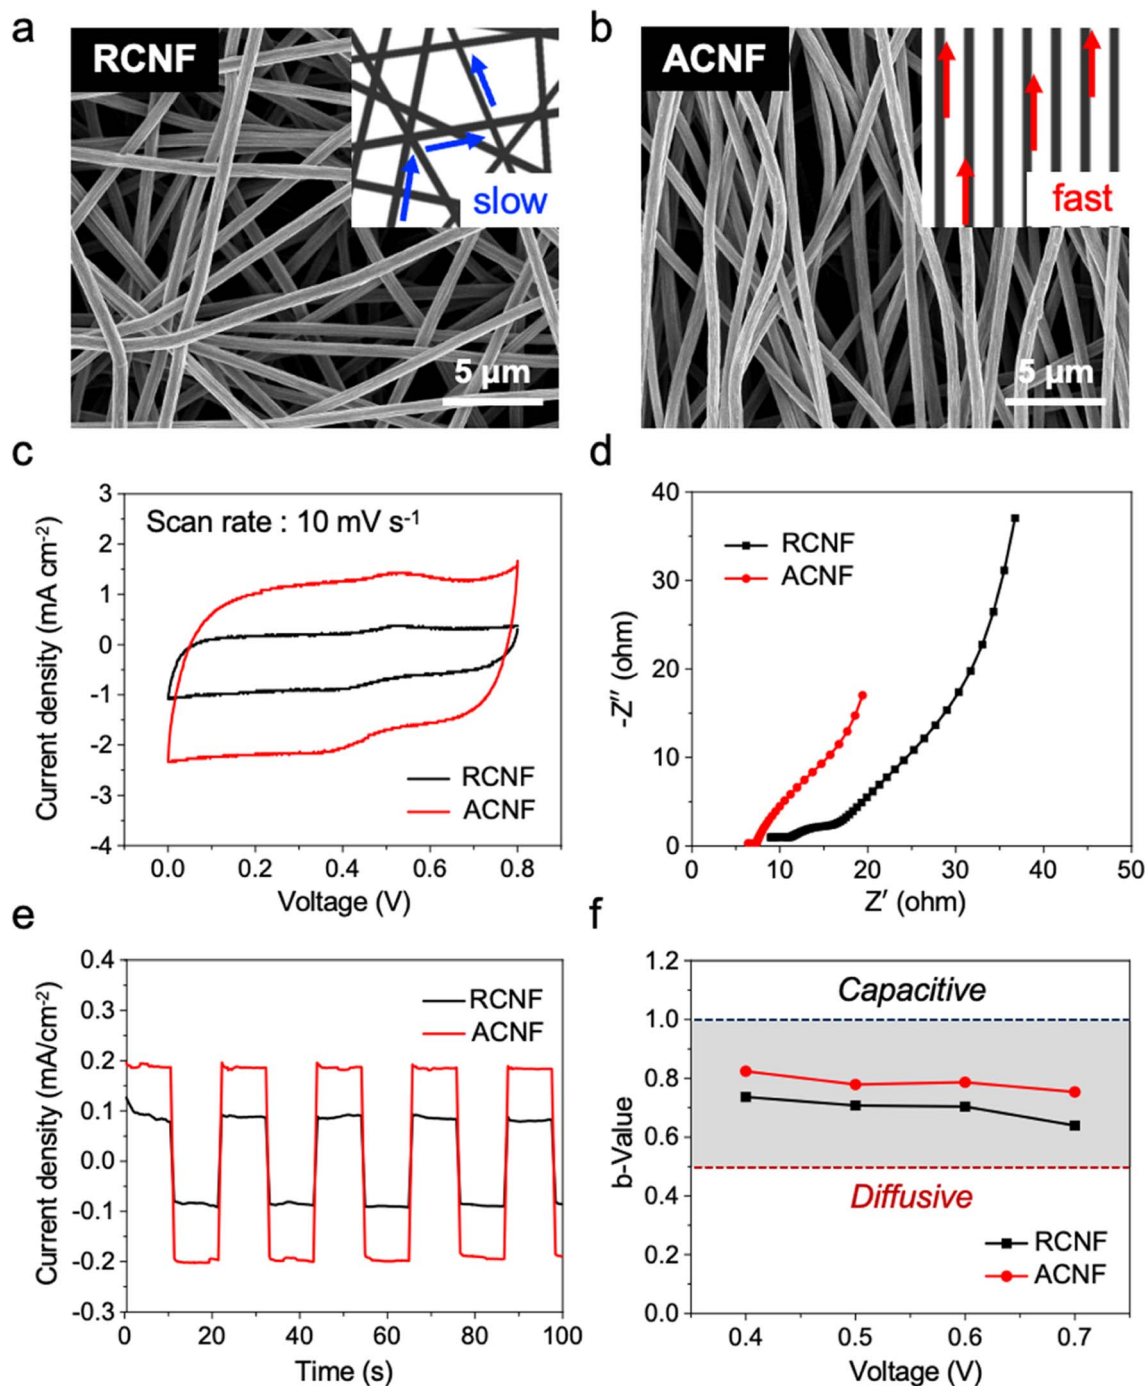 a
RCNF
slow
5 μm
b
ACNF
fast
5 μm
c
Scan rate : 10 mV s⁻¹
Current density (mA cm⁻²)
3
2
1
0
-1
-2
-3
-4
RCNF
ACNF
0.0 0.2 0.4 0.6 0.8
Voltage (V)
d
-Z″ (ohm)
40
30
20
10
0
RCNF
ACNF
0 10 20 30 40 50
Z′ (ohm)
e
Current density (mA/cm⁻²)
0.4
0.3
0.2
0.1
0.0
-0.1
-0.2
-0.3
RCNF
ACNF
0 20 40 60 80 100
Time (s)
f
b-Value
1.2
1.0
0.8
0.6
0.4
0.2
0.0
Capacitive
Diffusive
RCNF
ACNF
0.4 0.5 0.6 0.7
Voltage (V)